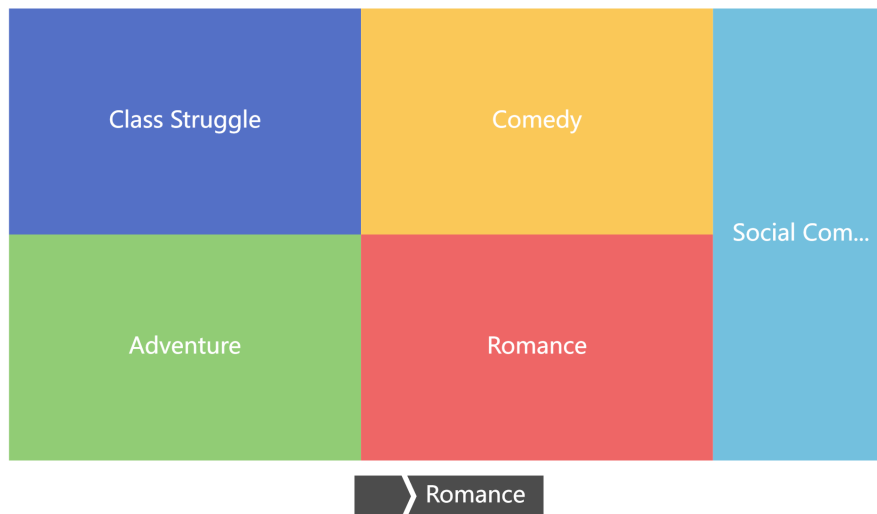 Class Struggle
Comedy
Social Com...
Adventure
Romance
Romance